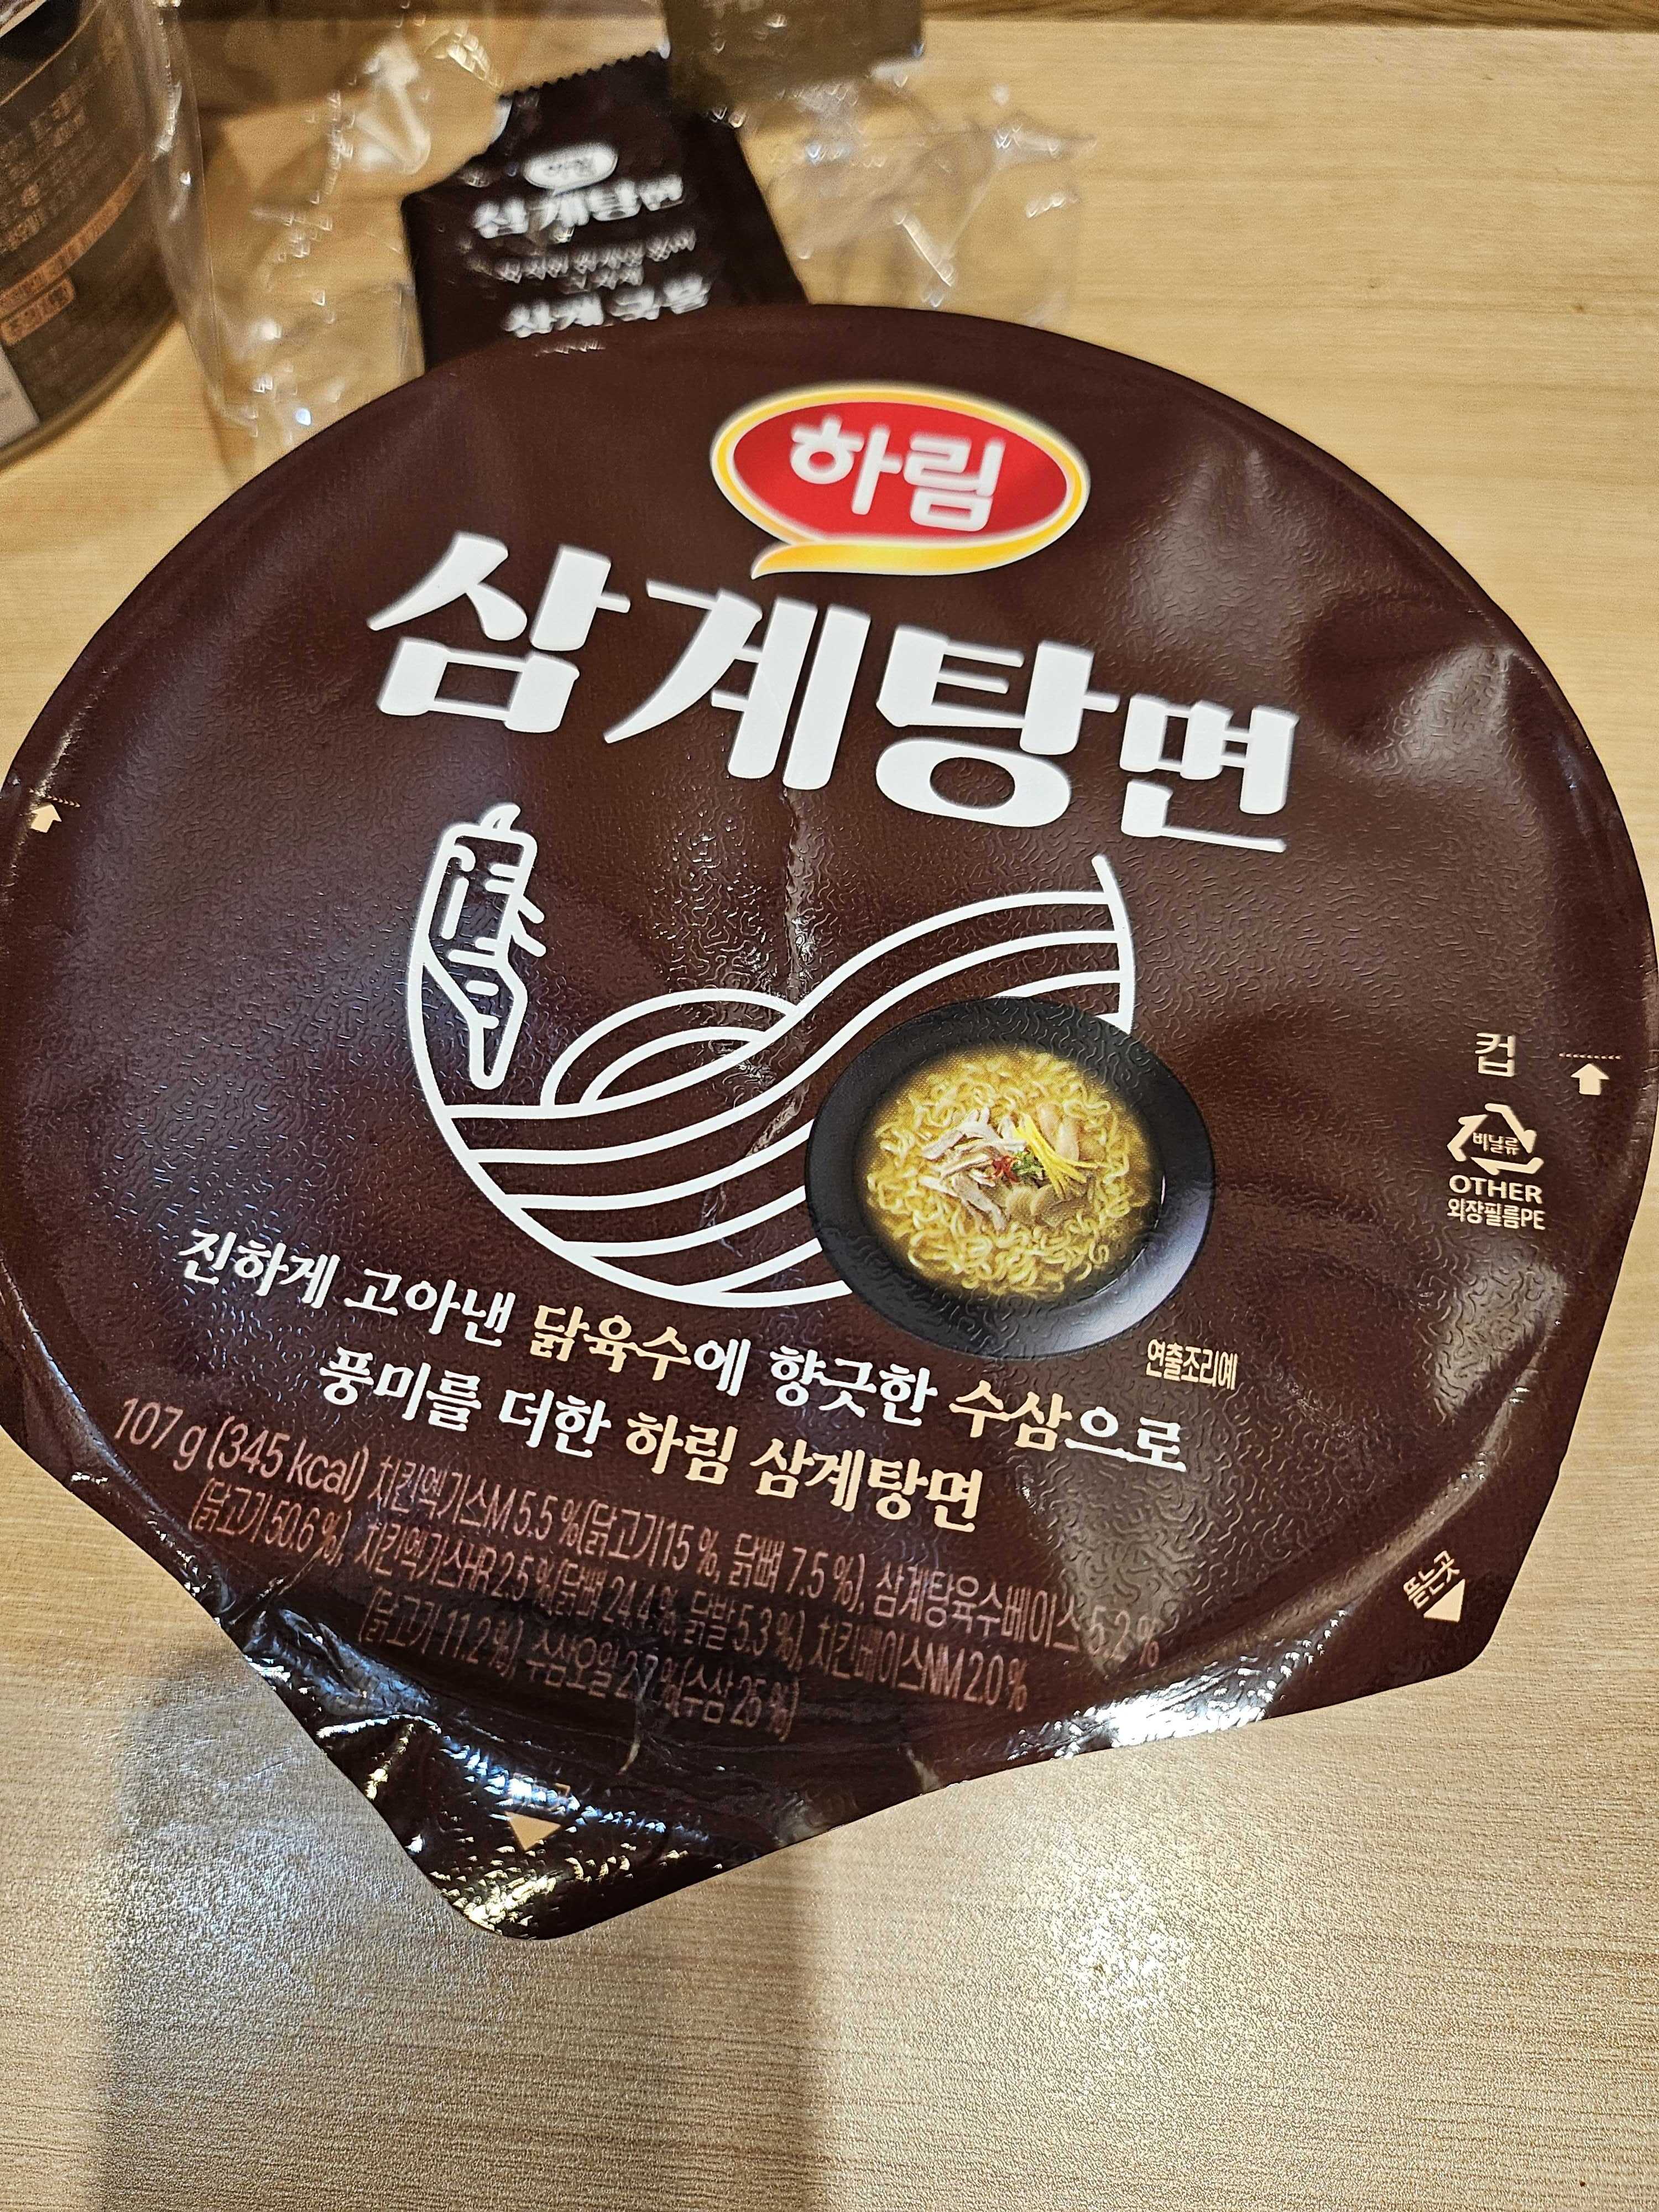 삼계탕면
하림
삼계탕면
컵
비닐류
OTHER
외장필름PE
연출조리예
진하게 고아낸 닭육수에 향긋한 수삼으로
풍미를 더한 하림 삼계탕면
107 g (345 kcal) 치킨엑기스M 5.5 %(닭고기15 %, 닭뼈 7.5 %), 삼계탕육수베이스 5.2 %
(닭고기50.6 %), 치킨엑기스HR 2.5 %(닭뼈 24.4 %, 닭발 5.3 %), 치킨베이스NM 2.0 %
(닭고기 11.2 %), 수삼오일 2.7 %(수삼 25 %)
뜯는곳